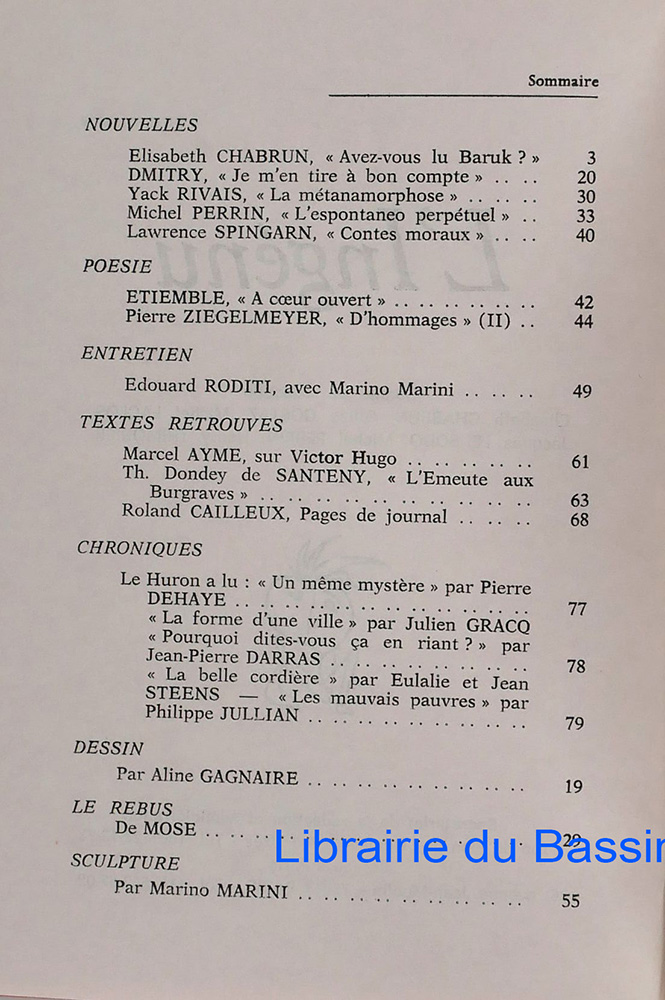 Sommaire
NOUVELLES
Elisabeth CHABRUN, « Avez-vous lu Baruk ? » 3
DMITRY, « Je m'en tire à bon compte » .. .. 20
Yack RIVAIS, « La métanamorphose » .. .. .. 30
Michel PERRIN, « L'espontaneo perpétuel » .. 33
Lawrence SPINGARN, « Contes moraux » .. .. 40
POESIE
ETIEMBLE, « A cœur ouvert » .. .. .. .. .. .. .. 42
Pierre ZIEGELMEYER, « D'hommages » (II) .. 44
ENTRETIEN
Edouard RODITI, avec Marino Marini .. .. .. 49
TEXTES RETROUVES
Marcel AYME, sur Victor Hugo .. .. .. .. .. 61
Th. Dondey de SANTENY, « L'Emeute aux
Burgraves » .. .. .. .. .. .. .. .. .. .. .. 63
Roland CAILLEUX, Pages de journal .. .. .. 68
CHRONIQUES
Le Huron a lu : « Un même mystère » par Pierre
DEHAYE .. .. .. .. .. .. .. .. .. .. .. .. 77
« La forme d'une ville » par Julien GRACQ
« Pourquoi dites-vous ça en riant ? » par
Jean-Pierre DARRAS .. .. .. .. .. .. .. .. 78
« La belle cordière » par Eulalie et Jean
STEENS — « Les mauvais pauvres » par
Philippe JULLIAN .. .. .. .. .. .. .. .. .. 79
DESSIN
Par Aline GAGNAIRE .. .. .. .. .. .. .. .. .. 19
LE REBUS
De MOSE .. .. .. .. .. .. .. .. .. .. .. .. .. 29
Librairie du Bassin
SCULPTURE
Par Marino MARINI .. .. .. .. .. .. .. .. .. 55
L'Ingénu